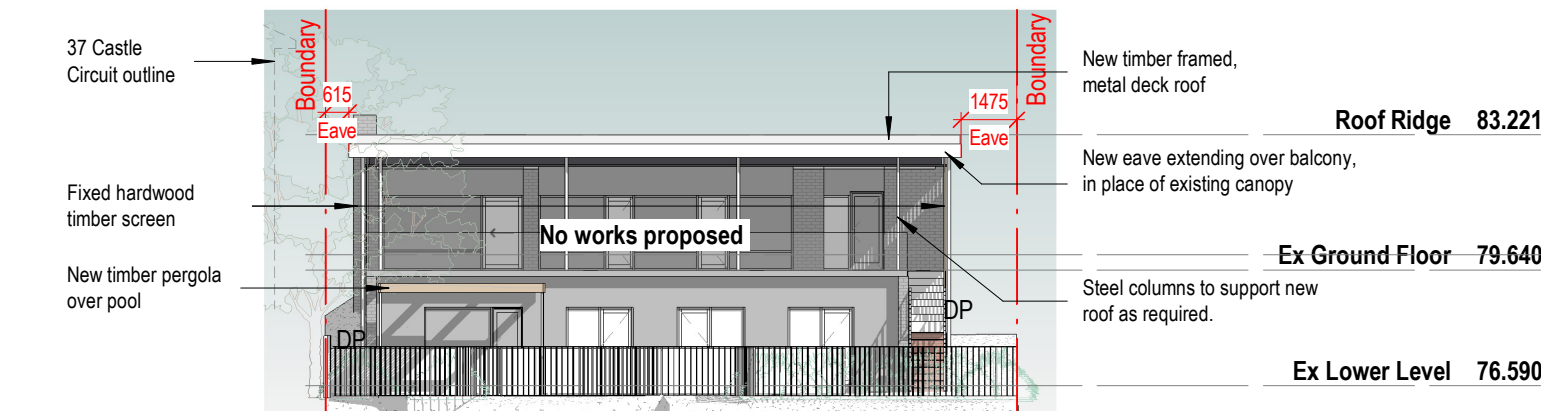 37 Castle
Circuit outline
Fixed hardwood
timber screen
New timber pergola
over pool
Boundary
615
Eave
No works proposed
DP
DP
1475
Eave
Boundary
New timber framed,
metal deck roof
Roof Ridge 83.221
New eave extending over balcony,
in place of existing canopy
Ex Ground Floor 79.640
Steel columns to support new
roof as required.
Ex Lower Level 76.590